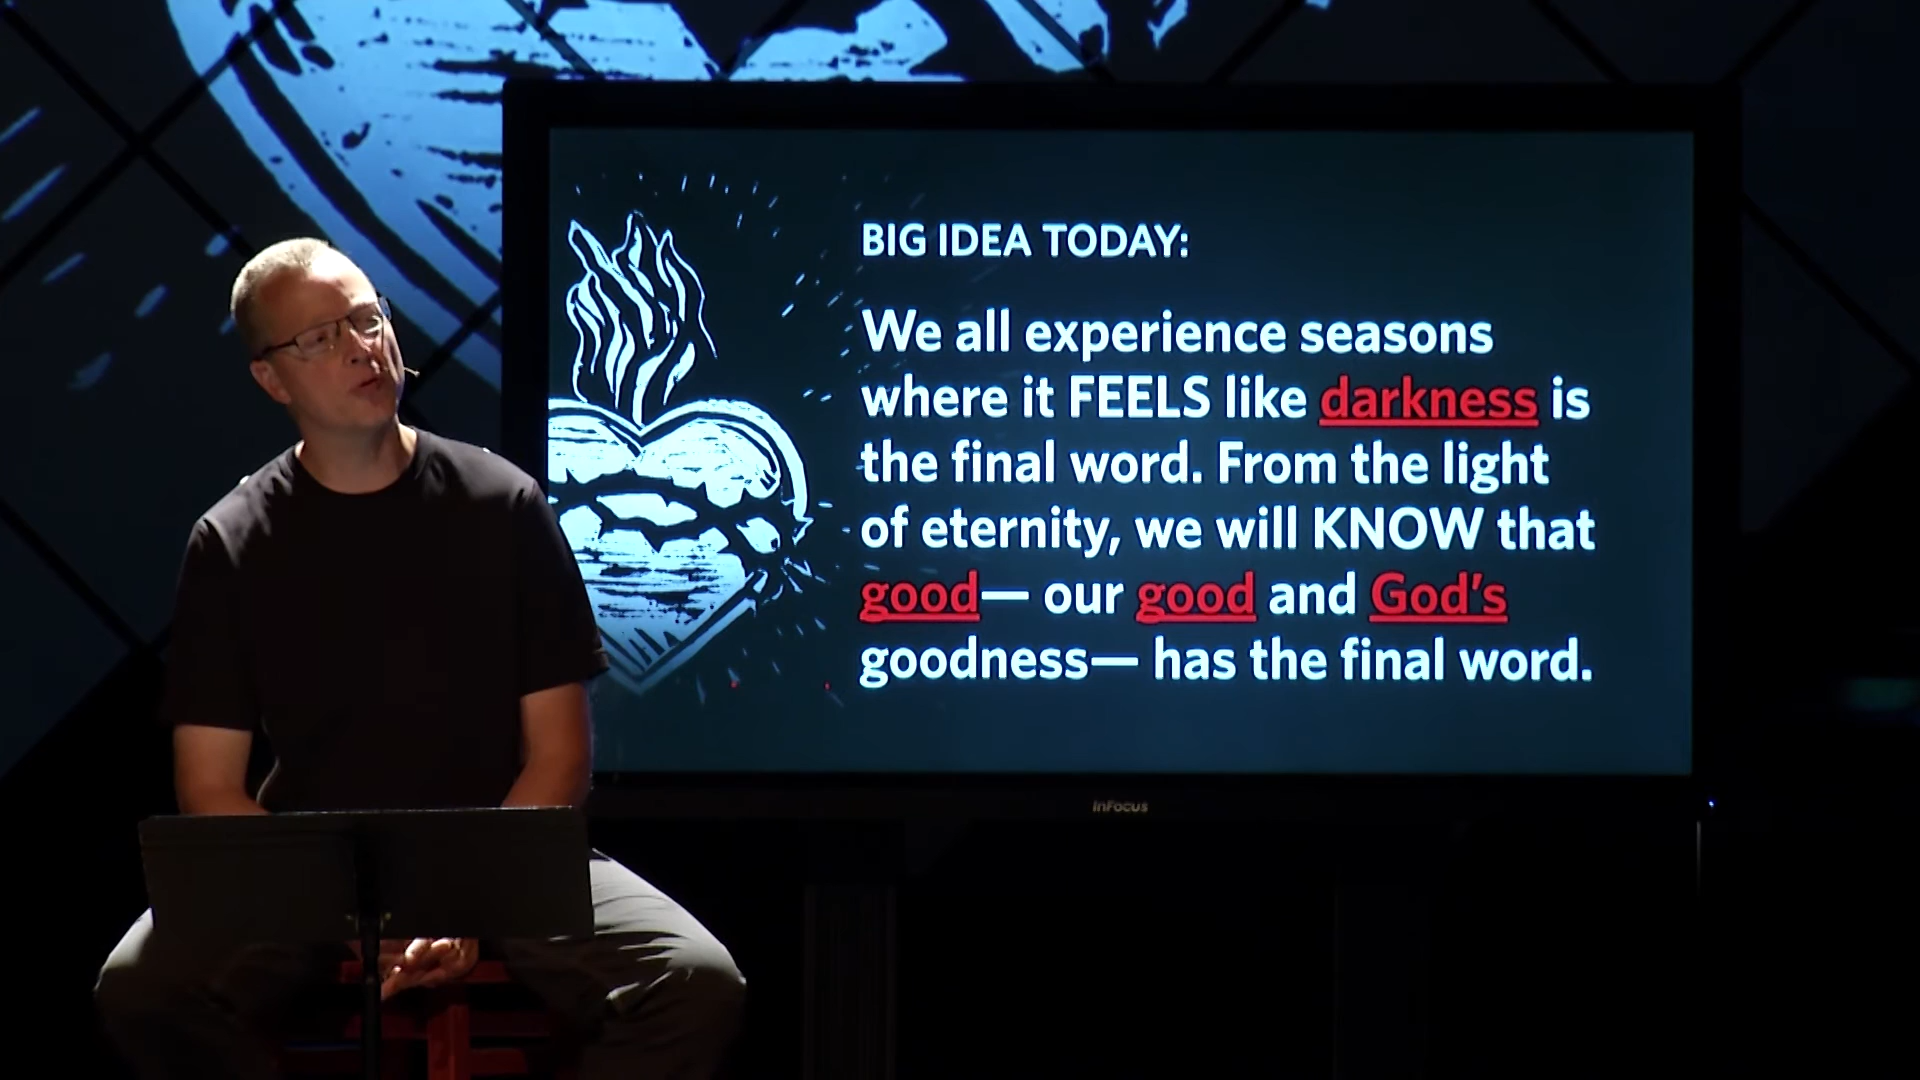 BIG IDEA TODAY:
We all experience seasons
where it FEELS like darkness is
the final word. From the light
of eternity, we will KNOW that
good— our good and God's
goodness— has the final word.
InFocus